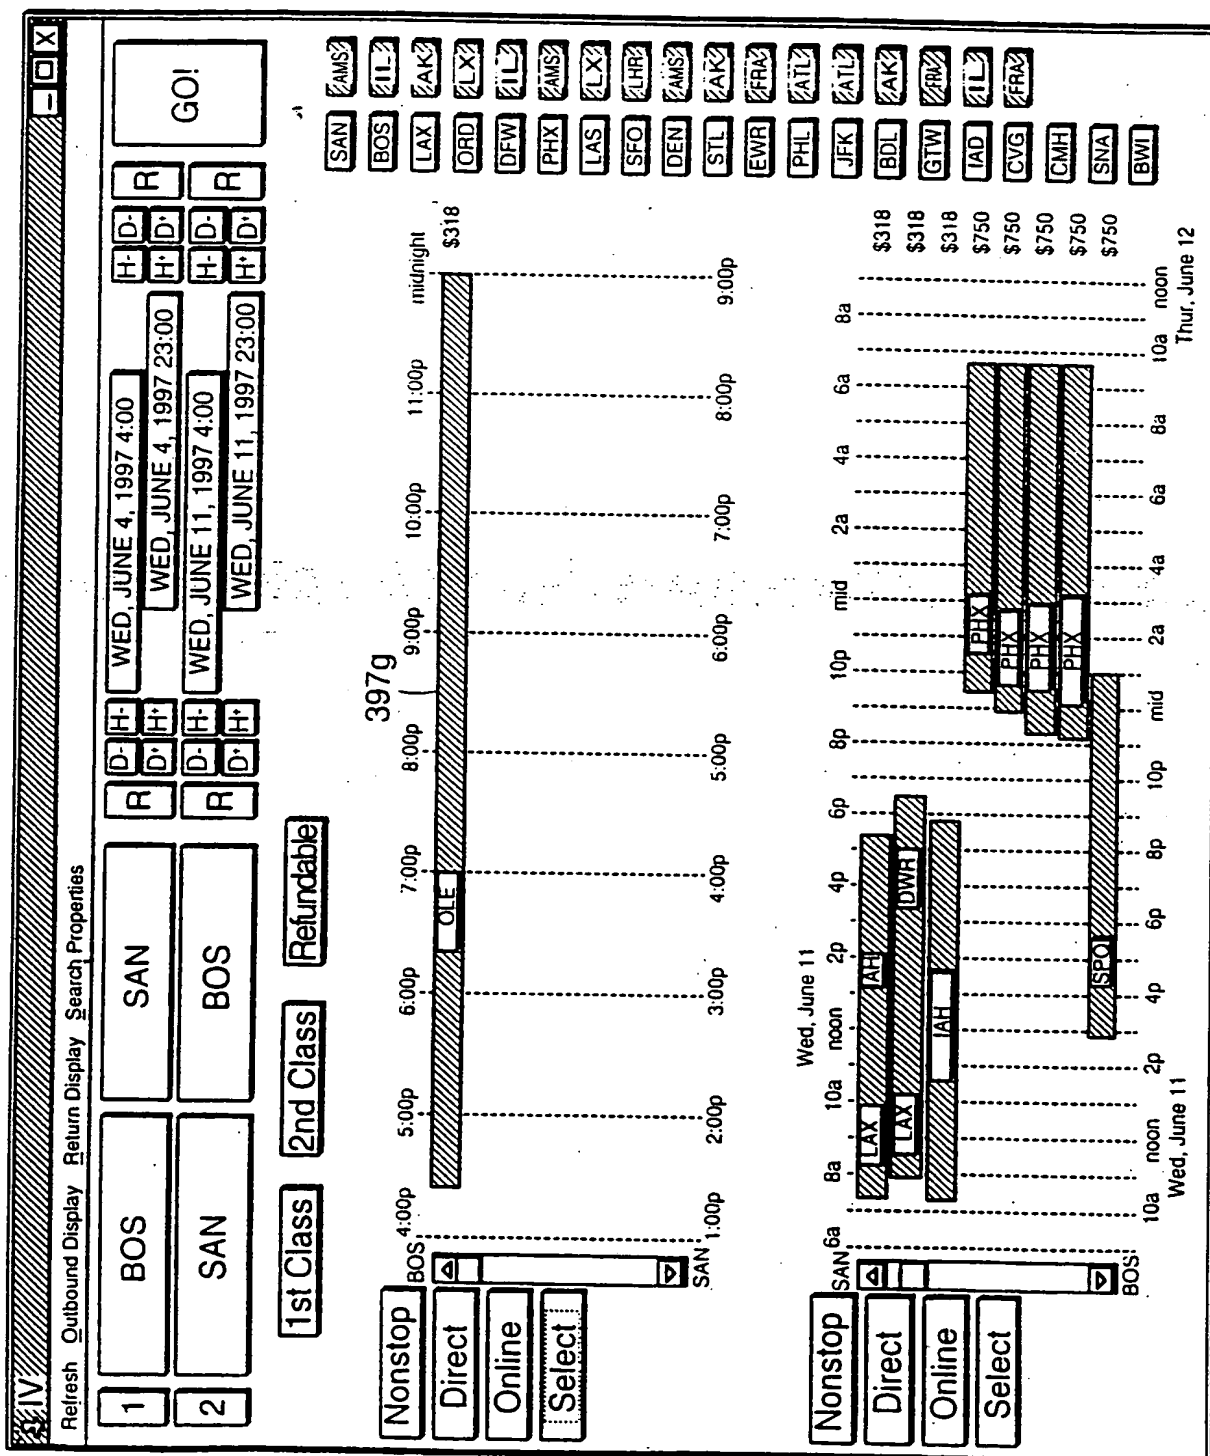 IV
Refresh Outbound Display Return Display Search Properties
1 BOS SAN R D- H- WED, JUNE 4, 1997 4:00 H- D- R GO!
D+ H+ WED, JUNE 4, 1997 23:00 H+ D+
2 SAN BOS R D- H- WED, JUNE 11, 1997 4:00 H- D- R
D+ H+ WED, JUNE 11, 1997 23:00 H+ D+
1st Class 2nd Class Refundable
397g
Nonstop
Direct
Online
Select
BOS 4:00p 5:00p 6:00p 7:00p 8:00p 9:00p 10:00p 11:00p midnight
OLE $318
SAN 1:00p 2:00p 3:00p 4:00p 5:00p 6:00p 7:00p 8:00p 9:00p
Nonstop
Direct
Online
Select
Wed, June 11
SAN 6a 8a 10a noon 2p 4p 6p 8p 10p mid 2a 4a 6a 8a
LAX IAH $318
LAX DWR $318
IAH $318
PHX $750
PHX $750
PHX $750
PHX $750
SPO $750
BOS 10a noon 2p 4p 6p 8p 10p mid 2a 4a 6a 8a 10a noon
Wed, June 11 Thur, June 12
SAN AMS
BOS IL
LAX AK
ORD LX
DFW IL
PHX AMS
LAS LX
SFO LHR
DEN AMS
STL AK
EWR FRA
PHL ATL
JFK ATL
BDL AK
GTW FRA
IAD IL
CVG FRA
CMH
SNA
BWI